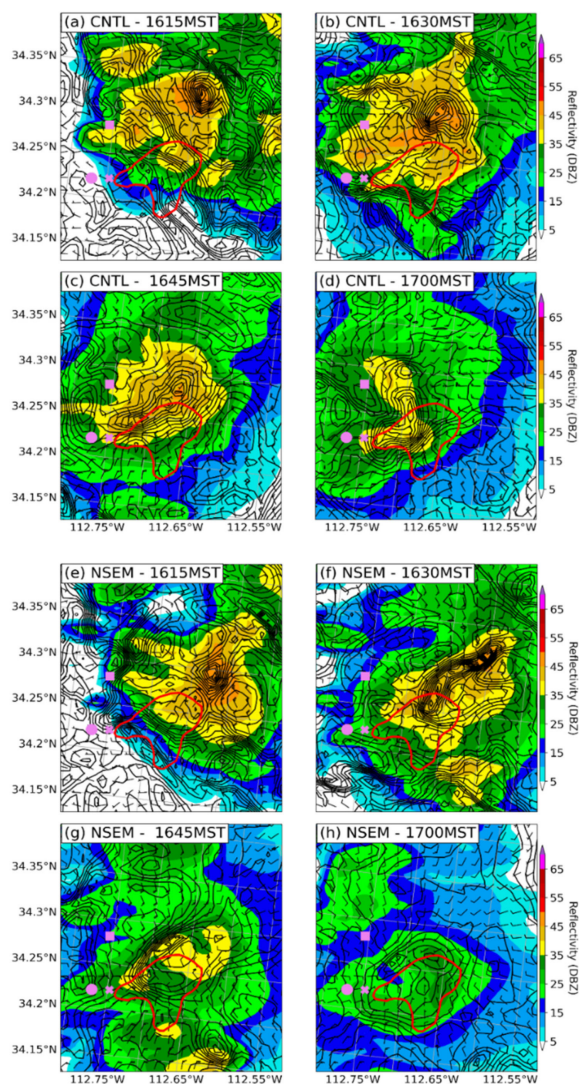 (a) CNTL - 1615MST
(b) CNTL - 1630MST
34.35°N
34.3°N
34.25°N
34.2°N
34.15°N
65
55
45
35
25
15
5
Reflectivity (DBZ)
(c) CNTL - 1645MST
(d) CNTL - 1700MST
34.35°N
34.3°N
34.25°N
34.2°N
34.15°N
65
55
45
35
25
15
5
Reflectivity (DBZ)
112.75°W 112.65°W 112.55°W
112.75°W 112.65°W 112.55°W
(e) NSEM - 1615MST
(f) NSEM - 1630MST
34.35°N
34.3°N
34.25°N
34.2°N
34.15°N
65
55
45
35
25
15
5
Reflectivity (DBZ)
(g) NSEM - 1645MST
(h) NSEM - 1700MST
34.35°N
34.3°N
34.25°N
34.2°N
34.15°N
65
55
45
35
25
15
5
Reflectivity (DBZ)
112.75°W 112.65°W 112.55°W
112.75°W 112.65°W 112.55°W